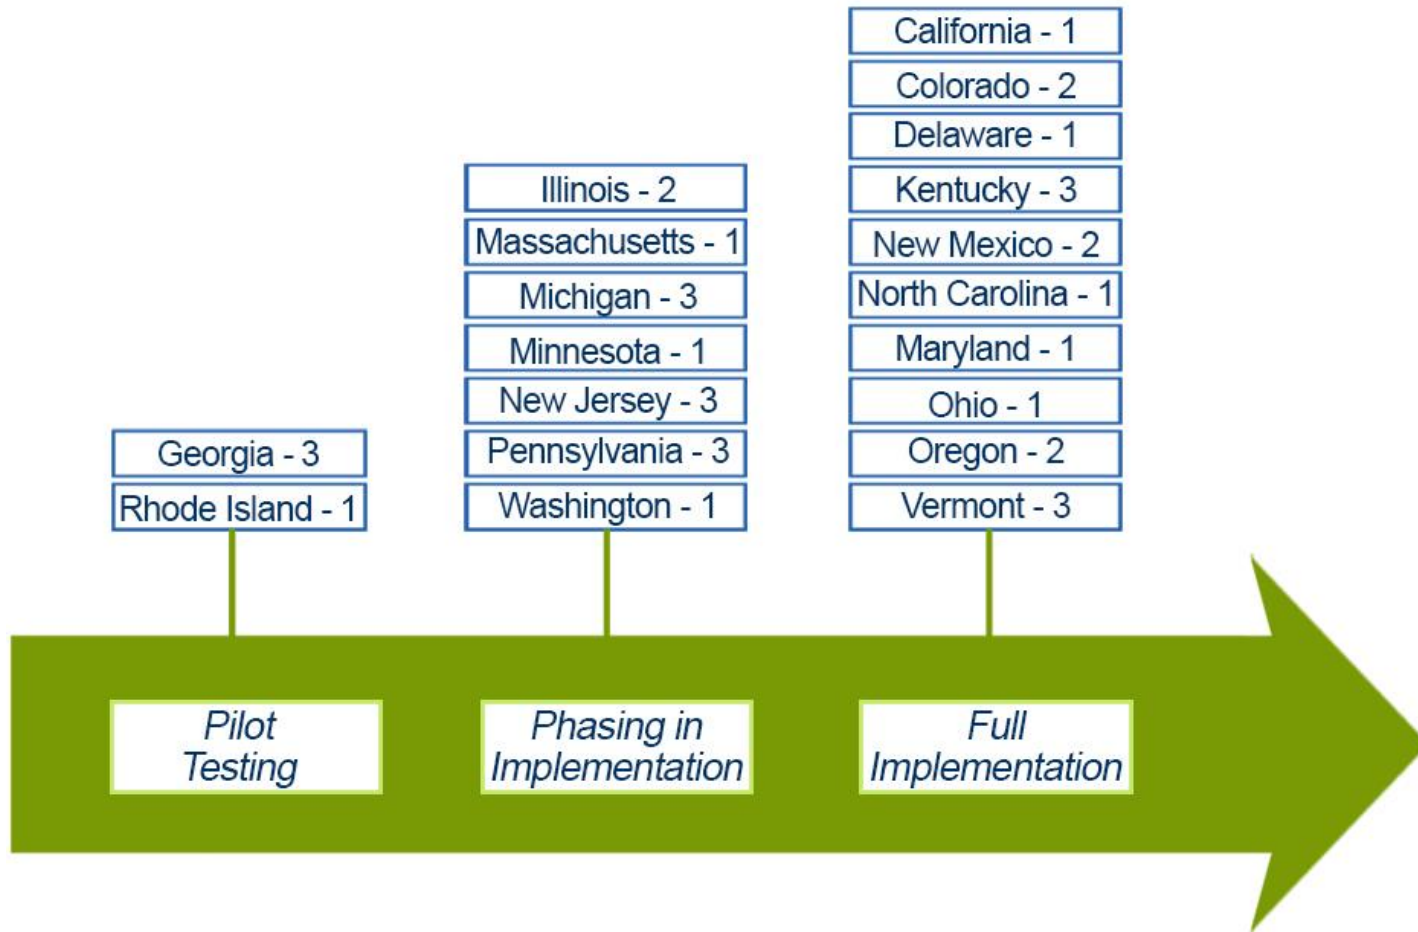 Georgia - 3
Rhode Island - 1
Illinois - 2
Massachusetts - 1
Michigan - 3
Minnesota - 1
New Jersey - 3
Pennsylvania - 3
Washington - 1
California - 1
Colorado - 2
Delaware - 1
Kentucky - 3
New Mexico - 2
North Carolina - 1
Maryland - 1
Ohio - 1
Oregon - 2
Vermont - 3
Pilot
Testing
Phasing in
Implementation
Full
Implementation